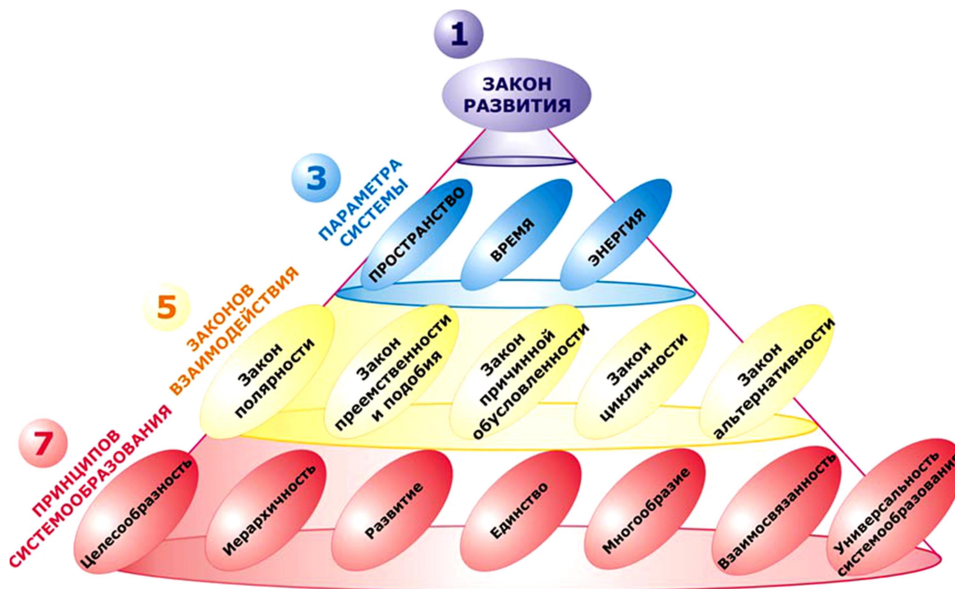 1
ЗАКОН
РАЗВИТИЯ
3
ПАРАМЕТРА
СИСТЕМЫ
ПРОСТРАНСТВО
ВРЕМЯ
ЭНЕРГИЯ
5
ЗАКОНОВ
ВЗАИМОДЕЙСТВИЯ
Закон
полярности
Закон
преемственности
и подобия
Закон
причинной
обусловленности
Закон
цикличности
Закон
альтернативности
7
ПРИНЦИПОВ
СИСТЕМООБРАЗОВАНИЯ
Целесообразность
Иерархичность
Развитие
Единство
Многообразие
Взаимосвязанность
Универсальность
системообразования